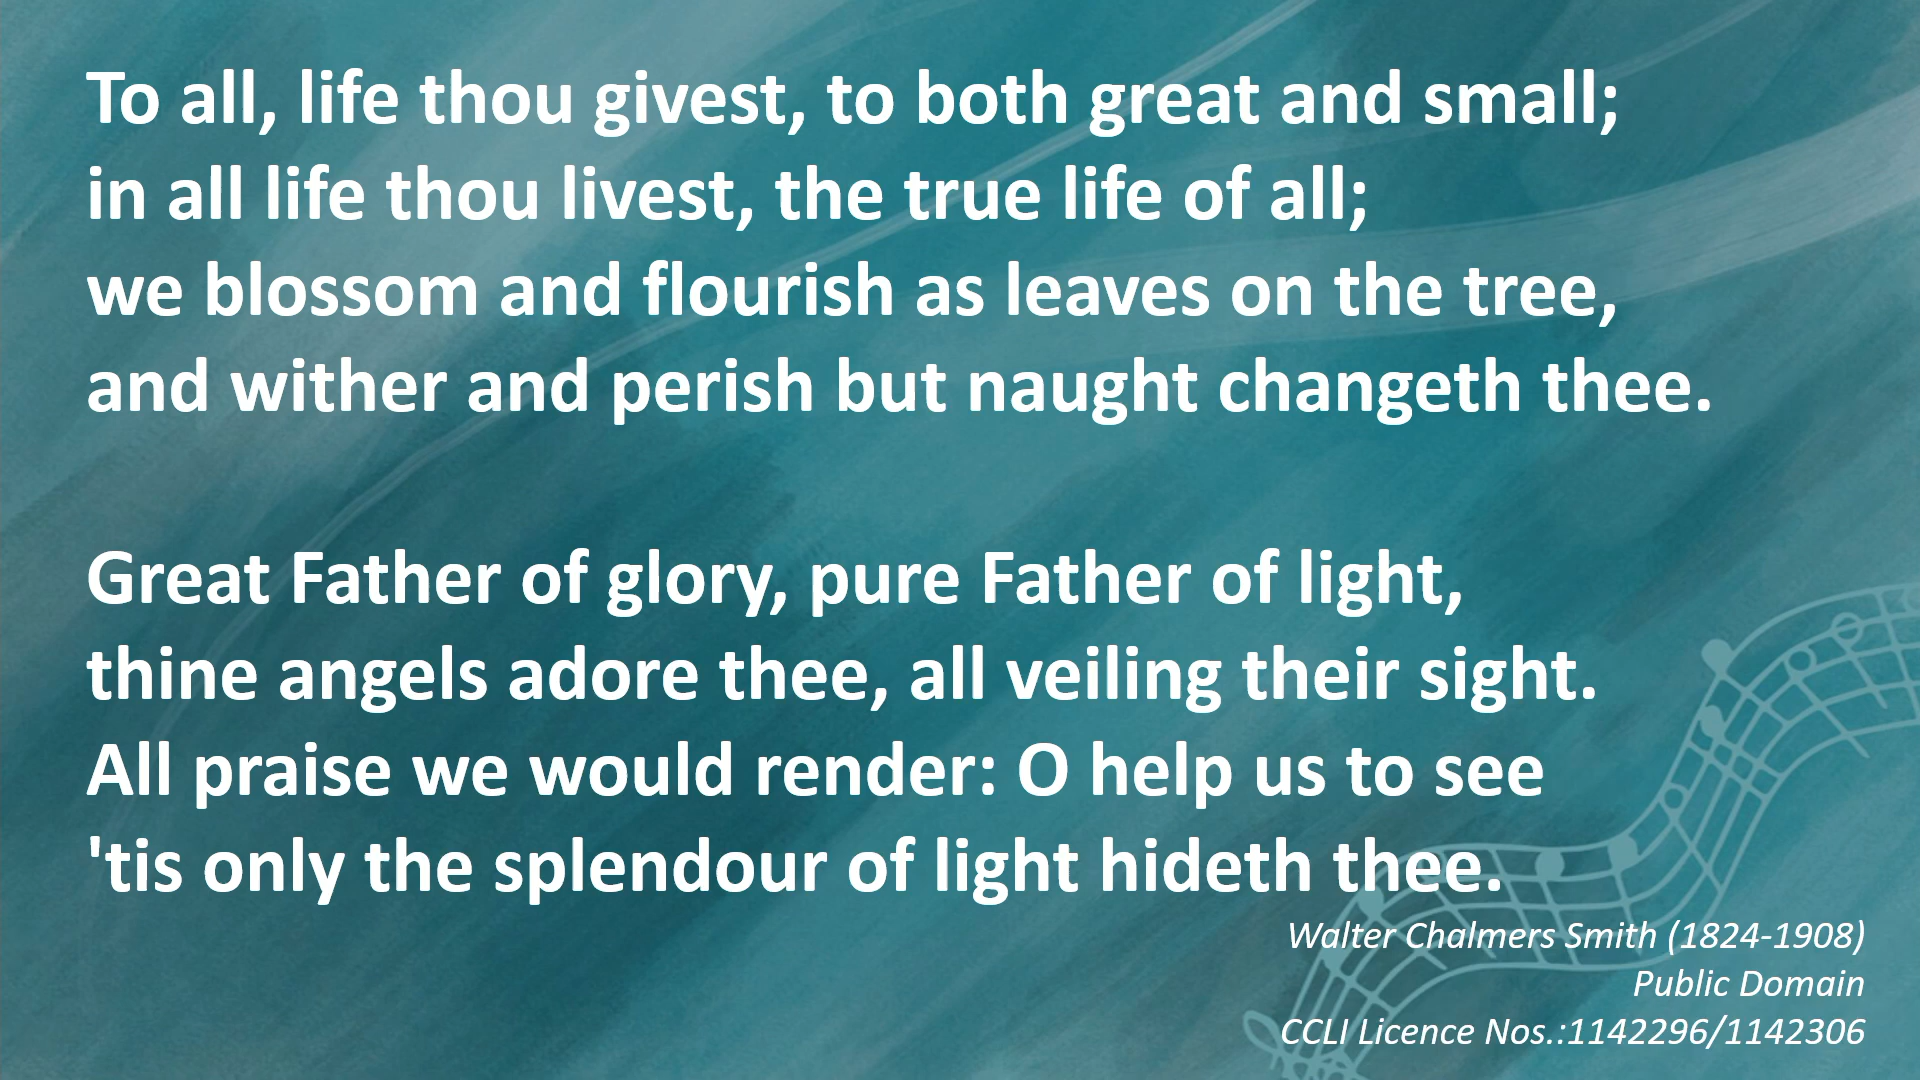 To all, life thou givest, to both great and small;
in all life thou livest, the true life of all;
we blossom and flourish as leaves on the tree,
and wither and perish but naught changeth thee.
Great Father of glory, pure Father of light,
thine angels adore thee, all veiling their sight.
All praise we would render: O help us to see
'tis only the splendour of light hideth thee.
Walter Chalmers Smith (1824-1908)
Public Domain
CCLI Licence Nos.:1142296/1142306